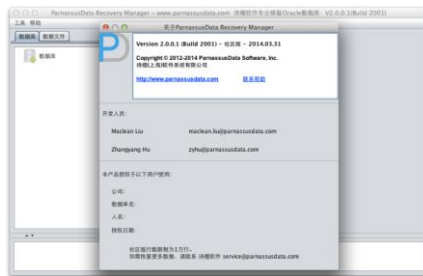 ParnassusData Recovery Manager - www.parnassusdata.com 诗檀软件专业修复Oracle数据库 V2.0.0.1(Build 2001)
工具 帮助
关于ParnassusData Recovery Manager
数据库 数据文件
数据库
Version 2.0.0.1 (Build 2001) - 社区版 - 2014.03.31
Copyright © 2012-2014 ParnassusData Software, Inc.
诗檀(上海)软件系统有限公司
http://www.parnassusdata.com 联系帮助
开发人员:
Maclean Liu maclean.liu@parnassusdata.com
Zhangyang Hu zyhu@parnassusdata.com
本产品授权于以下用户使用:
公司:
数据库名:
人名:
授权日期:
社区版行数限制为1万行。
如需恢复更多数据, 请联系 诗檀软件 service@parnassusdata.com